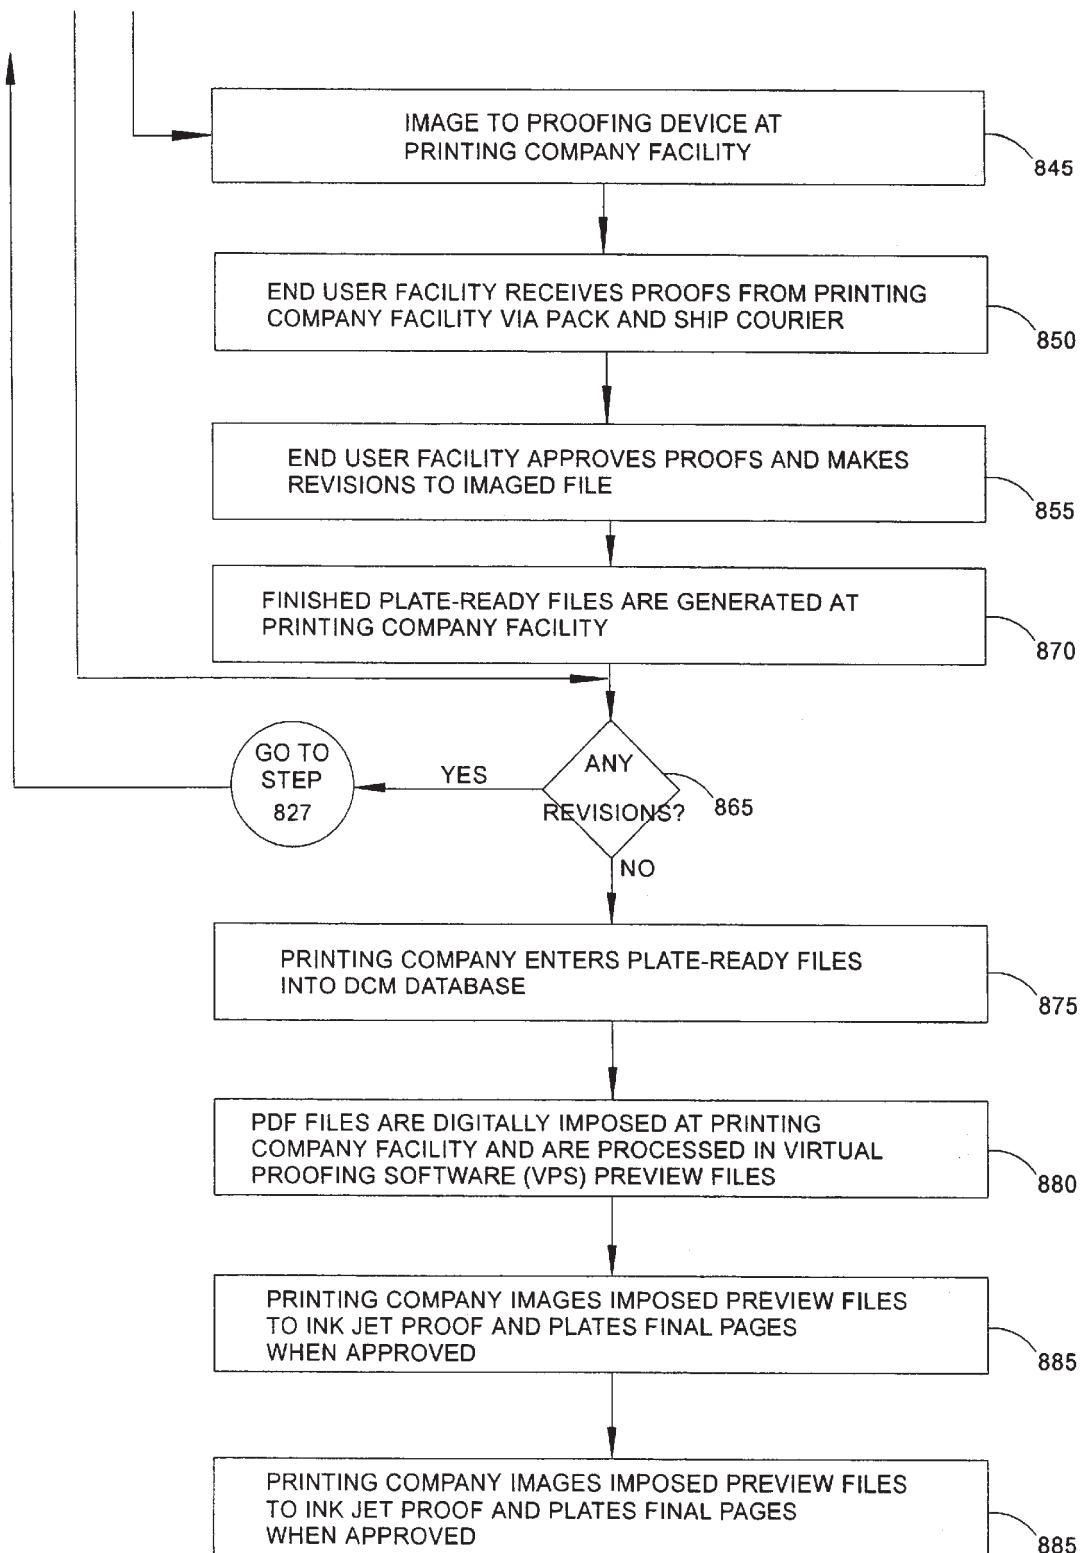 IMAGE TO PROOFING DEVICE AT
PRINTING COMPANY FACILITY
845
END USER FACILITY RECEIVES PROOFS FROM PRINTING
COMPANY FACILITY VIA PACK AND SHIP COURIER
850
END USER FACILITY APPROVES PROOFS AND MAKES
REVISIONS TO IMAGED FILE
855
FINISHED PLATE-READY FILES ARE GENERATED AT
PRINTING COMPANY FACILITY
870
GO TO
STEP
827
YES
ANY
REVISIONS?
865
NO
PRINTING COMPANY ENTERS PLATE-READY FILES
INTO DCM DATABASE
875
PDF FILES ARE DIGITALLY IMPOSED AT PRINTING
COMPANY FACILITY AND ARE PROCESSED IN VIRTUAL
PROOFING SOFTWARE (VPS) PREVIEW FILES
880
PRINTING COMPANY IMAGES IMPOSED PREVIEW FILES
TO INK JET PROOF AND PLATES FINAL PAGES
WHEN APPROVED
885
PRINTING COMPANY IMAGES IMPOSED PREVIEW FILES
TO INK JET PROOF AND PLATES FINAL PAGES
WHEN APPROVED
885